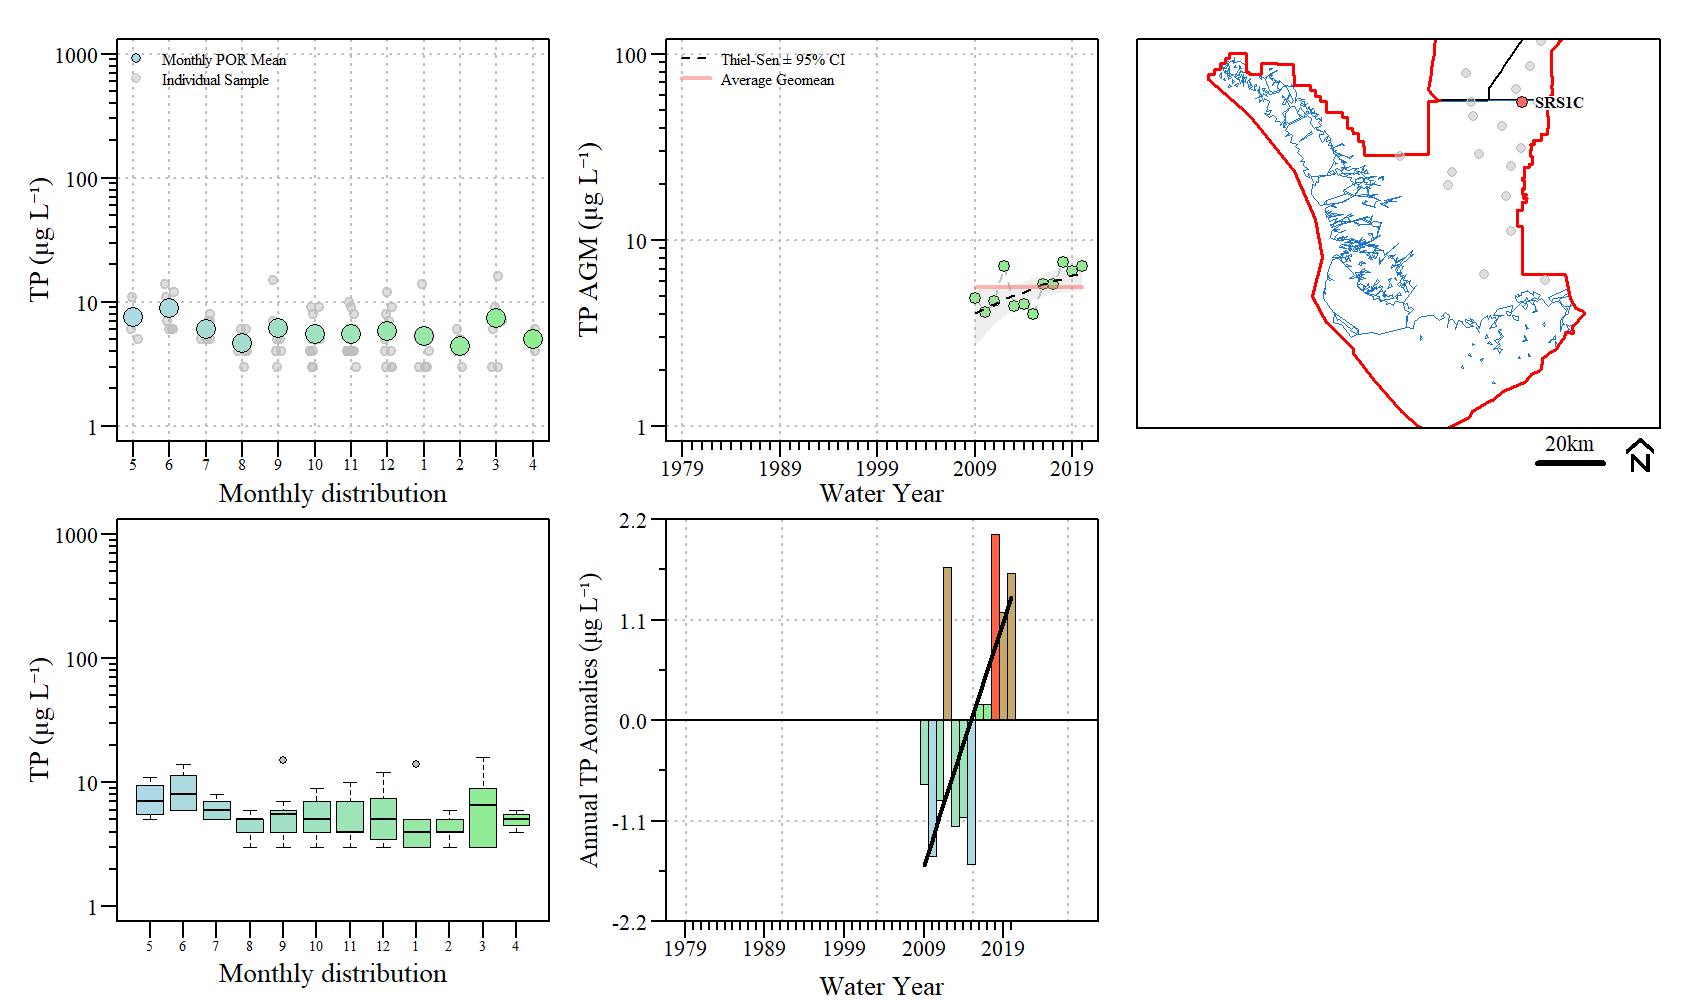 1000
100
10
1
TP (µg L⁻¹)
Monthly POR Mean
Individual Sample
5 6 7 8 9 10 11 12 1 2 3 4
Monthly distribution
100
10
1
TP AGM (µg L⁻¹)
Thiel-Sen ± 95% CI
Average Geomean
1979 1989 1999 2009 2019
Water Year
SRS1C
20km
N
1000
100
10
1
TP (µg L⁻¹)
5 6 7 8 9 10 11 12 1 2 3 4
Monthly distribution
2.2
1.1
0.0
-1.1
-2.2
Annual TP Aomalies (µg L⁻¹)
1979 1989 1999 2009 2019
Water Year